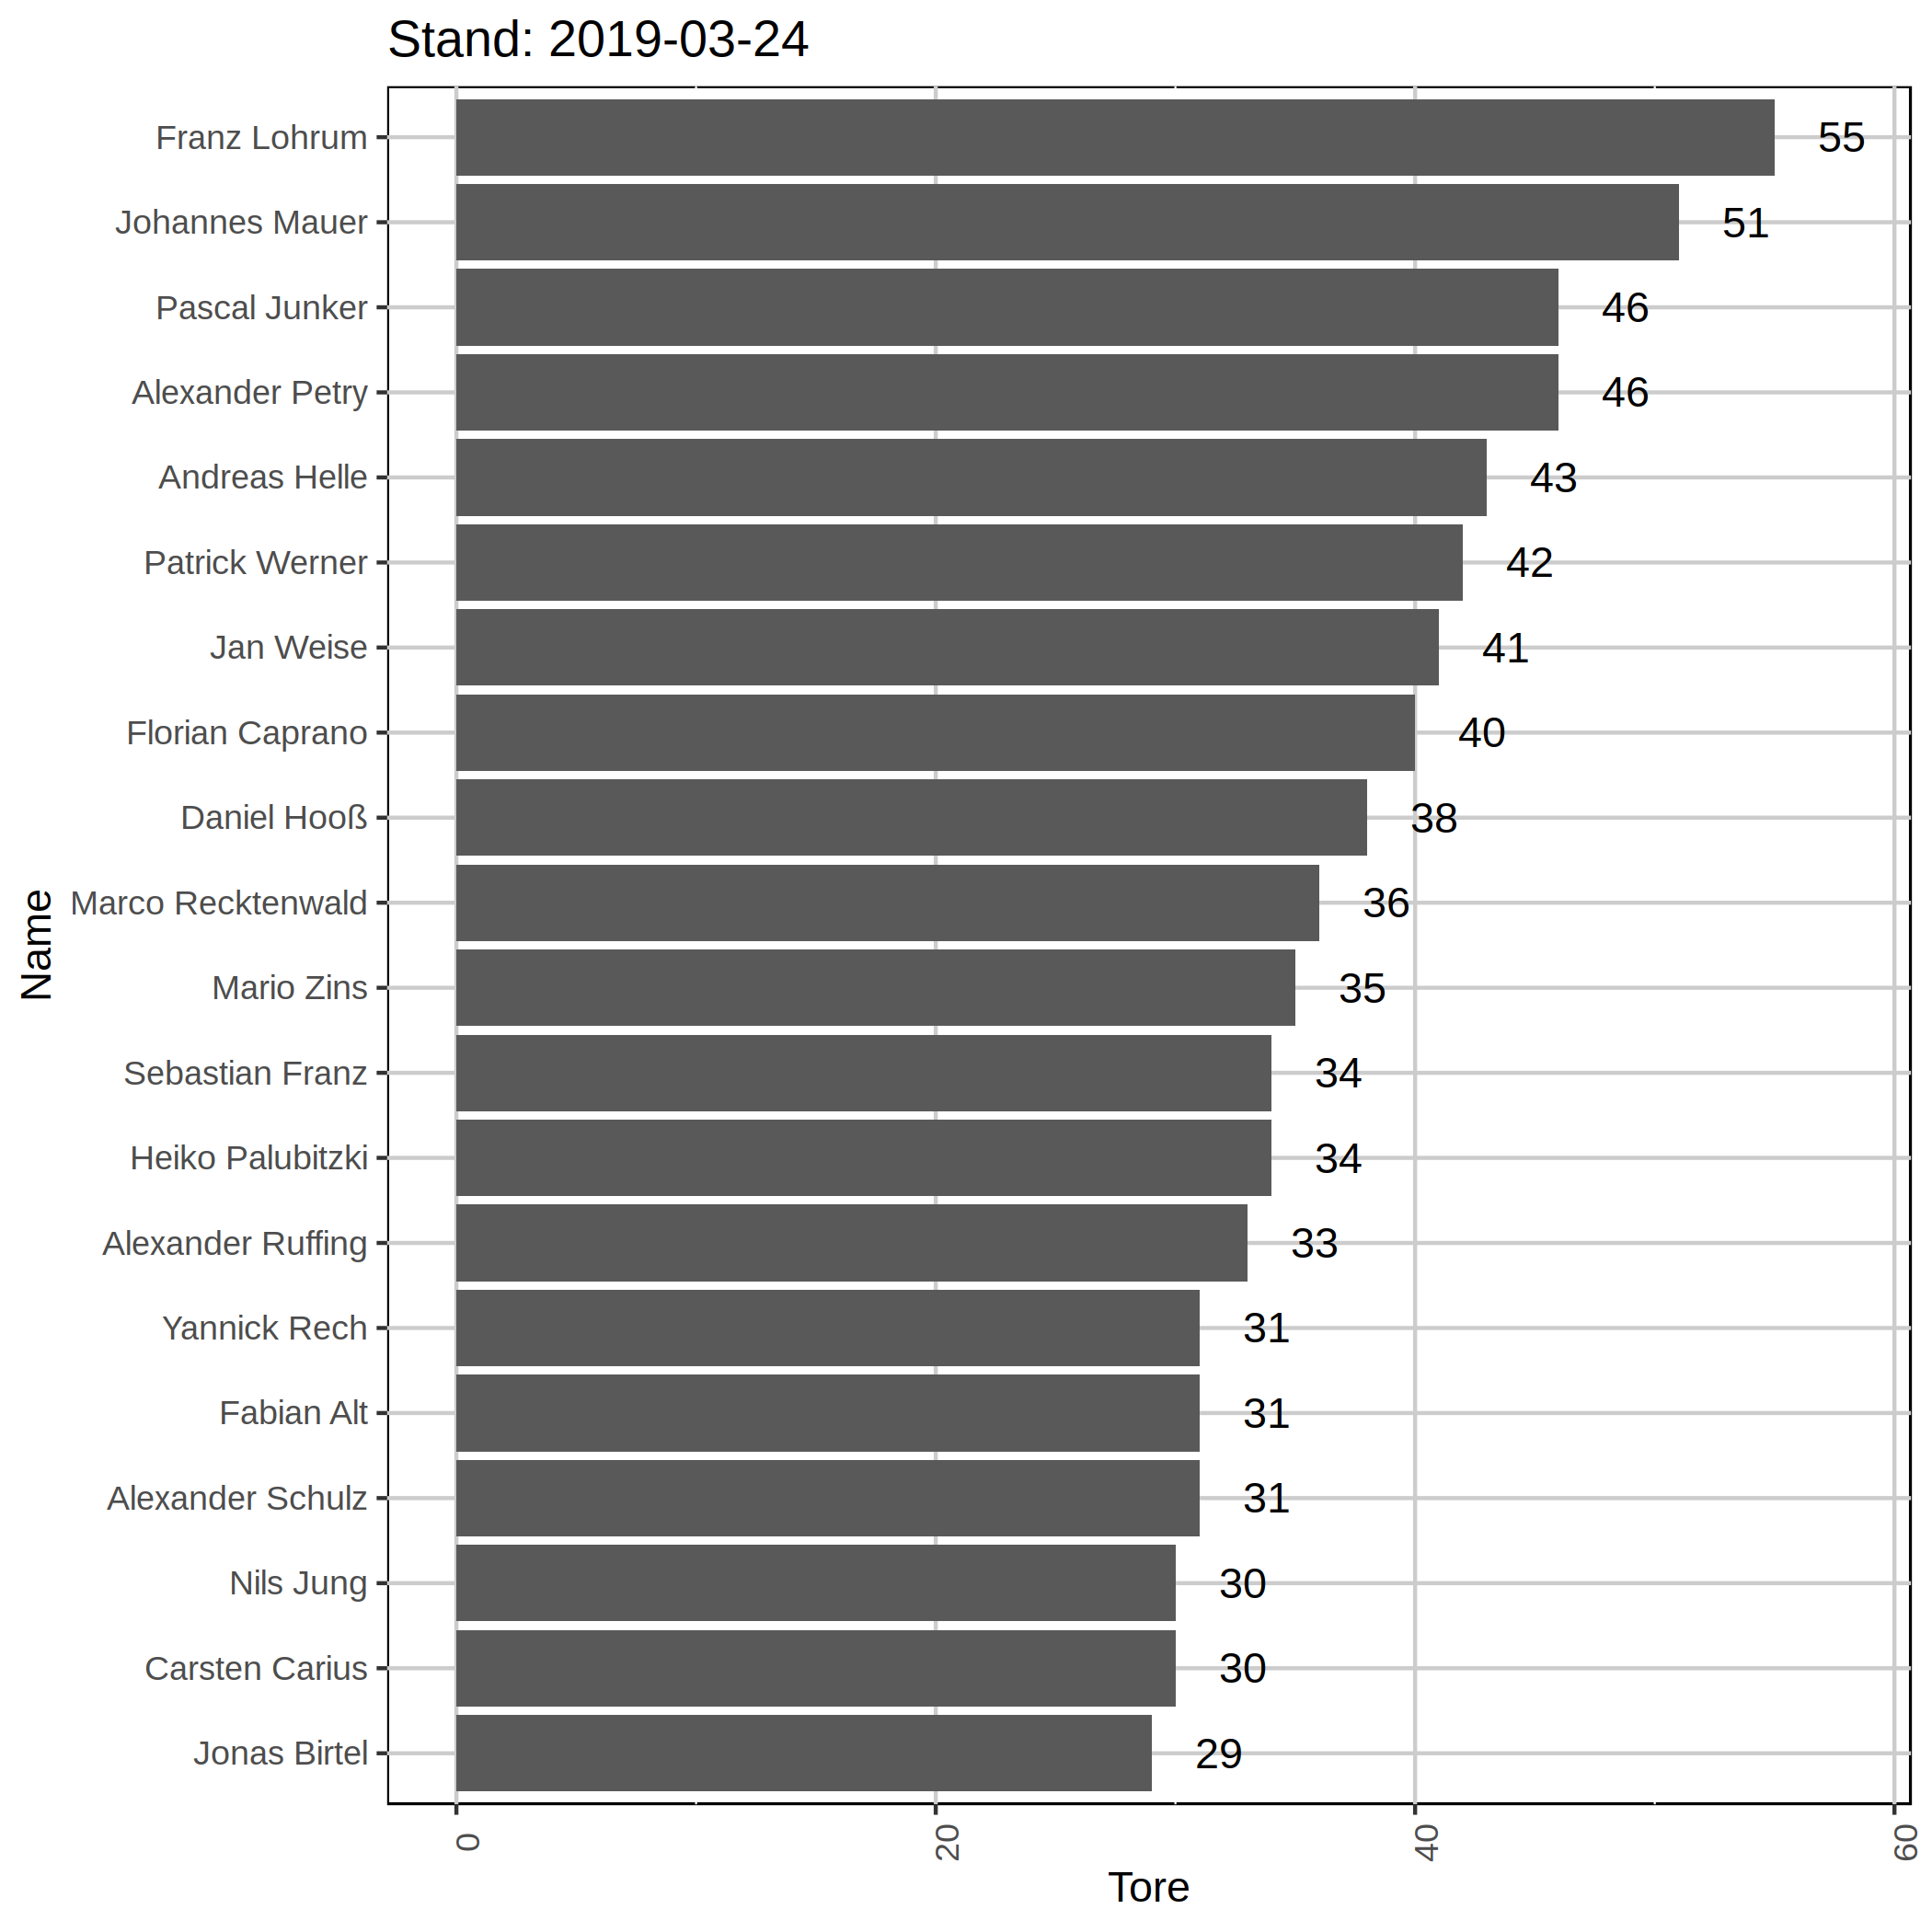 Stand: 2019-03-24
Franz Lohrum 55
Johannes Mauer 51
Pascal Junker 46
Alexander Petry 46
Andreas Helle 43
Patrick Werner 42
Jan Weise 41
Florian Caprano 40
Daniel Hooß 38
Marco Recktenwald 36
Mario Zins 35
Sebastian Franz 34
Heiko Palubitzki 34
Alexander Ruffing 33
Yannick Rech 31
Fabian Alt 31
Alexander Schulz 31
Nils Jung 30
Carsten Carius 30
Jonas Birtel 29
Name
0 20 40 60
Tore